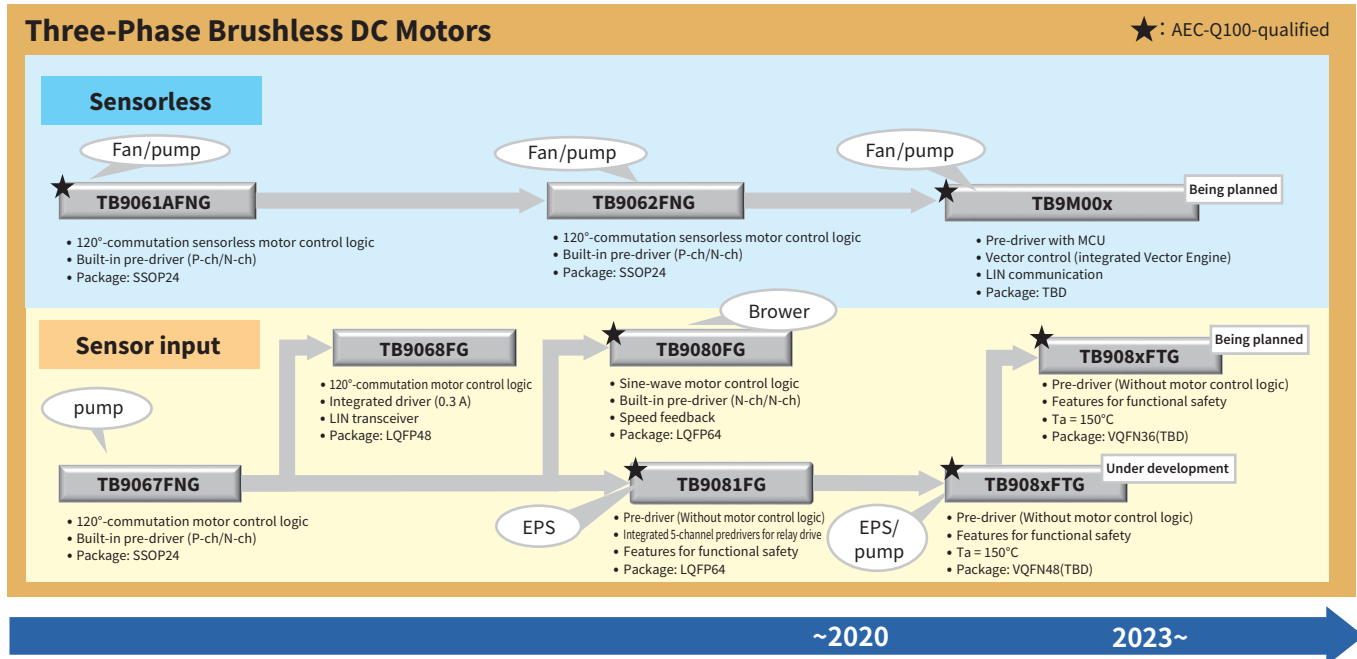 Three-Phase Brushless DC Motors
★: AEC-Q100-qualified
Sensorless
Fan/pump
TB9061AFNG
• 120°-commutation sensorless motor control logic
• Built-in pre-driver (P-ch/N-ch)
• Package: SSOP24
Fan/pump
TB9062FNG
• 120°-commutation sensorless motor control logic
• Built-in pre-driver (P-ch/N-ch)
• Package: SSOP24
Fan/pump
Being planned
★ TB9M00x
• Pre-driver with MCU
• Vector control (integrated Vector Engine)
• LIN communication
• Package: TBD
Sensor input
TB9068FG
• 120°-commutation motor control logic
• Integrated driver (0.3 A)
• LIN transceiver
• Package: LQFP48
Brower
TB9080FG
• Sine-wave motor control logic
• Built-in pre-driver (N-ch/N-ch)
• Speed feedback
• Package: LQFP64
Being planned
TB908xFTG
• Pre-driver (Without motor control logic)
• Features for functional safety
• Ta = 150°C
• Package: VQFN36(TBD)
pump
TB9067FNG
• 120°-commutation motor control logic
• Built-in pre-driver (P-ch/N-ch)
• Package: SSOP24
EPS
TB9081FG
• Pre-driver (Without motor control logic)
• Integrated 5-channel predrivers for relay drive
• Features for functional safety
• Package: LQFP64
EPS/
pump
Under development
TB908xFTG
• Pre-driver (Without motor control logic)
• Features for functional safety
• Ta = 150°C
• Package: VQFN48(TBD)
~2020
2023~